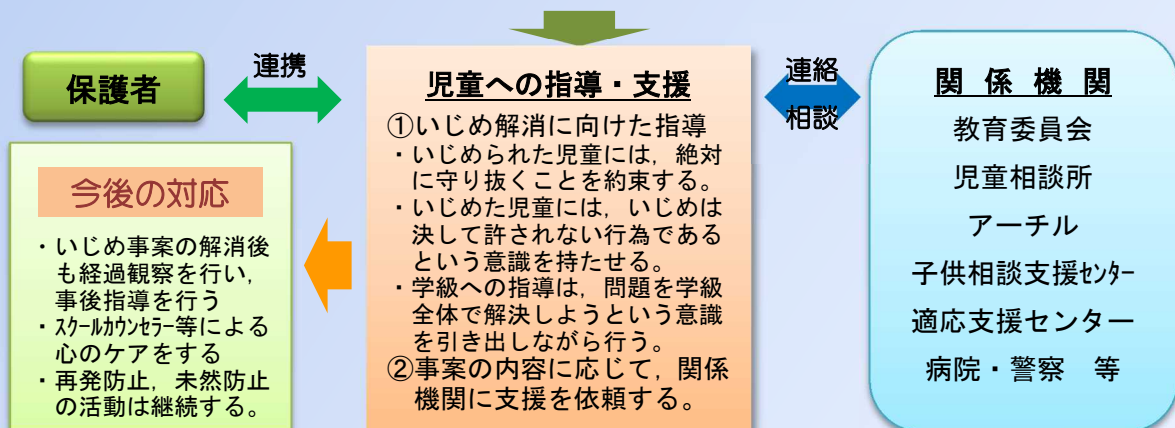 保護者
連携
今後の対応
・いじめ事案の解消後
も経過観察を行い，
事後指導を行う
・ｽｸｰﾙｶｳﾝｾﾗｰ等による
心のケアをする
・再発防止，未然防止
の活動は継続する。
児童への指導・支援
①いじめ解消に向けた指導
・いじめられた児童には，絶対
に守り抜くことを約束する。
・いじめた児童には，いじめは
決して許されない行為である
という意識を持たせる。
・学級への指導は，問題を学級
全体で解決しようという意識
を引き出しながら行う。
②事案の内容に応じて，関係
機関に支援を依頼する。
連絡
相談
関 係 機 関
教育委員会
児童相談所
アーチル
子供相談支援ｾﾝﾀｰ
適応支援センター
病院・警察　等